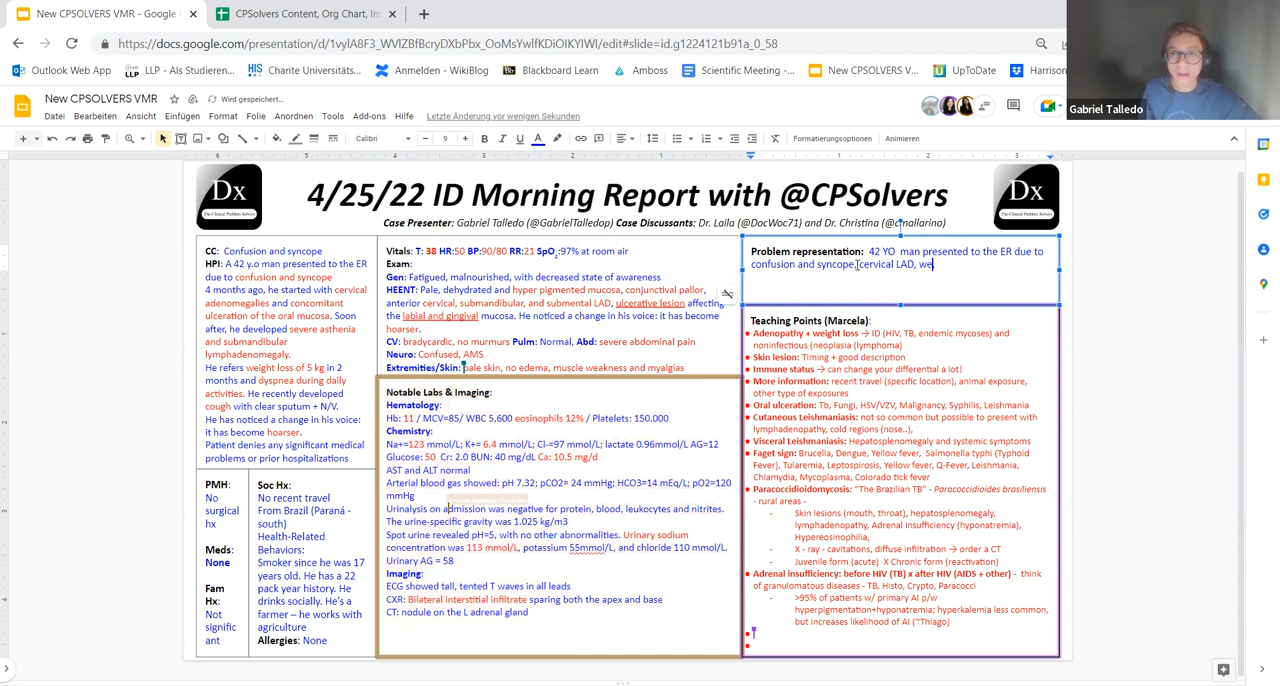 New CPSOLVERS VMR - Google
CPSolvers Content, Org Chart, Im
https://docs.google.com/presentation/d/1vylA8F3_WVlZBfBcryDXbPbx_OoMsYwlfKDiOIKYIWI/edit#slide=id.g1224121b91a_0_58
Outlook Web App
LLP - Als Studieren...
Charite Universitäts...
Anmelden - WikiBlog
Blackboard Learn
Amboss
Scientific Meeting -...
New CPSOLVERS V...
UpToDate
Harrison
Gabriel Talledo
New CPSOLVERS VMR
Wird gespeichert...
Datei Bearbeiten Ansicht Einfügen Format Folie Anordnen Tools Add-ons Hilfe Letzte Änderung vor wenigen Sekunden
Calibri
9
Formatierungsoptionen
Animieren
Dx
The Clinical Problem Solvers
4/25/22 ID Morning Report with @CPSolvers
Case Presenter: Gabriel Talledo (@GabrielTalledop) Case Discussants: Dr. Laila (@DocWoc71) and Dr. Christina (@cmallarino)
Dx
The Clinical Problem Solvers
CC: Confusion and syncope
HPI: A 42 y.o man presented to the ER
due to confusion and syncope
4 months ago, he started with cervical
adenomegalies and concomitant
ulceration of the oral mucosa. Soon
after, he developed severe asthenia
and submandibular
lymphadenomegaly.
He refers weight loss of 5 kg in 2
months and dyspnea during daily
activities. He recently developed
cough with clear sputum + N/V.
He has noticed a change in his voice:
it has become hoarser.
Patient denies any significant medical
problems or prior hospitalizations
PMH:
No
surgical
hx
Meds:
None
Fam
Hx:
Not
signific
ant
Soc Hx:
No recent travel
From Brazil (Paraná -
south)
Health-Related
Behaviors:
Smoker since he was 17
years old. He has a 22
pack year history. He
drinks socially. He's a
farmer – he works with
agriculture
Allergies: None
Vitals: T: 38 HR:50 BP:90/80 RR:21 SpO2:97% at room air
Exam:
Gen: Fatigued, malnourished, with decreased state of awareness
HEENT: Pale, dehydrated and hyper pigmented mucosa, conjunctival pallor,
anterior cervical, submandibular, and submental LAD, ulcerative lesion affecting
the labial and gingival mucosa. He noticed a change in his voice: it has become
hoarser.
CV: bradycardic, no murmurs Pulm: Normal, Abd: severe abdominal pain
Neuro: Confused, AMS
Extremities/Skin: pale skin, no edema, muscle weakness and myalgias
Notable Labs & Imaging:
Hematology:
Hb: 11 / MCV=85/ WBC 5,600 eosinophils 12% / Platelets: 150.000
Chemistry:
Na+=123 mmol/L; K+= 6.4 mmol/L; Cl-=97 mmol/L; lactate 0.96mmol/L AG=12
Glucose: 50 Cr: 2.0 BUN: 40 mg/dL Ca: 10.5 mg/d
AST and ALT normal
Arterial blood gas showed: pH 7.32; pCO2= 24 mmHg; HCO3=14 mEq/L; pO2=120
mmHg
Urinalysis on admission was negative for protein, blood, leukocytes and nitrites.
The urine-specific gravity was 1.025 kg/m3
Spot urine revealed pH=5, with no other abnormalities. Urinary sodium
concentration was 113 mmol/L, potassium 55mmol/L, and chloride 110 mmol/L.
Urinary AG = 58
Imaging:
ECG showed tall, tented T waves in all leads
CXR: Bilateral interstitial infiltrate sparing both the apex and base
CT: nodule on the L adrenal gland
Problem representation: 42 YO man presented to the ER due to
confusion and syncope, cervical LAD, we
Teaching Points (Marcela):
Adenopathy + weight loss → ID (HIV, TB, endemic mycoses) and
noninfectious (neoplasia (lymphoma)
Skin lesion: Timing + good description
Immune status → can change your differential a lot!
More information: recent travel (specific location), animal exposure,
other type of exposures
Oral ulceration: Tb, Fungi, HSV/VZV, Malignancy, Syphilis, Leishmania
Cutaneous Leishmaniasis: not so common but possible to present with
lymphadenopathy, cold regions (nose..),
Visceral Leishmaniasis: Hepatosplenomegaly and systemic symptoms
Faget sign: Brucella, Dengue, Yellow fever, Salmonella typhi (Typhoid
Fever), Tularemia, Leptospirosis, Yellow fever, Q-Fever, Leishmania,
Chlamydia, Mycoplasma, Colorado tick fever
Paracoccidioidomycosis: "The Brazilian TB" - Paracoccidioides brasiliensis
- rural areas -
- Skin lesions (mouth, throat), hepatosplenomegaly,
lymphadenopathy, Adrenal insufficiency (hyponatremia),
Hypereosinophilia,
- X - ray - cavitations, diffuse infiltration → order a CT
- Juvenile form (acute) X Chronic form (reactivation)
Adrenal insufficiency: before HIV (TB) x after HIV (AIDS + other) - think
of granulomatous diseases - TB, Histo, Crypto, Paracocci
- >95% of patients w/ primary AI p/w
hyperpigmentation+hyponatremia; hyperkalemia less common,
but increases likelihood of AI (~Thiago)